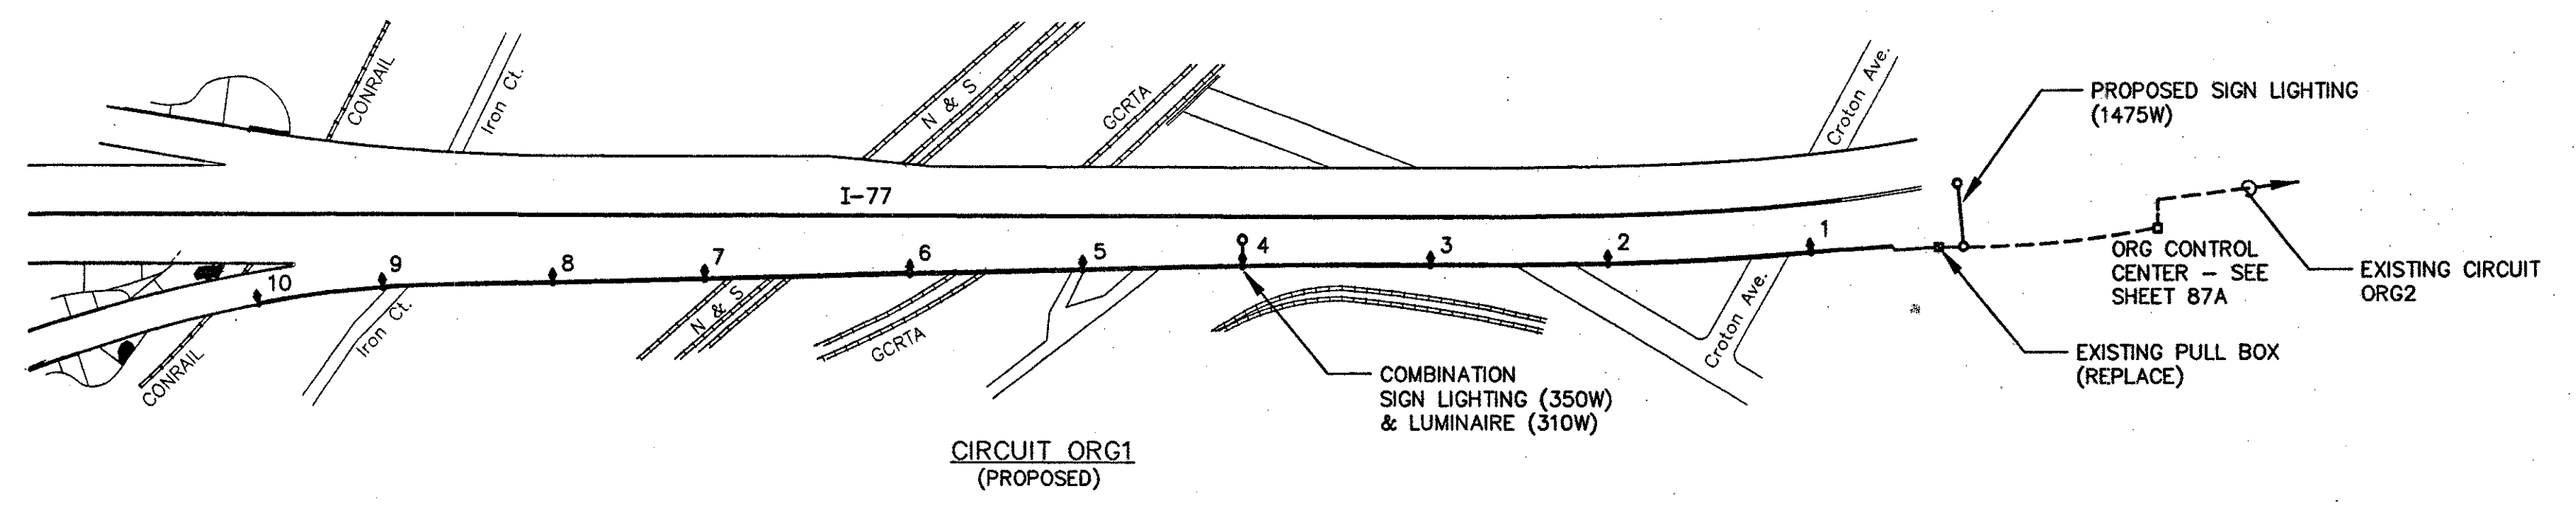 CONRAIL
Iron Ct.
N & S
GCRTA
Croton Ave.
PROPOSED SIGN LIGHTING
(1475W)
I-77
10
9
8
7
6
5
4
3
2
1
ORG CONTROL
CENTER – SEE
SHEET 87A
EXISTING CIRCUIT
ORG2
CONRAIL
Iron Ct.
N & S
GCRTA
Croton Ave.
EXISTING PULL BOX
(REPLACE)
COMBINATION
SIGN LIGHTING (350W)
& LUMINAIRE (310W)
CIRCUIT ORG1
(PROPOSED)